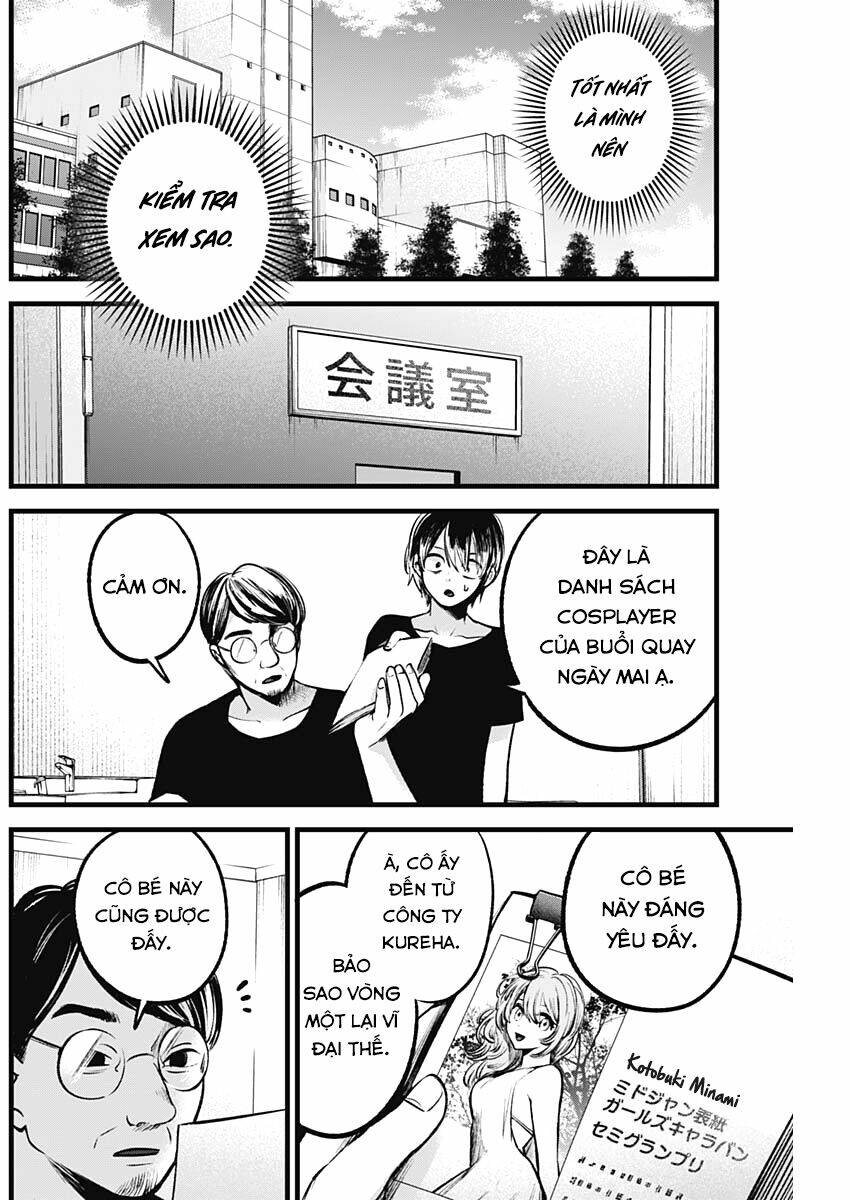 TỐT NHẤT
LÀ MÌNH
NÊN
KIỂM TRA
XEM SAO.
会議室
ĐÂY LÀ
DANH SÁCH
COSPLAYER
CỦA BUỔI QUAY
NGÀY MAI Ạ.
CẢM ƠN.
CÔ BÉ
NÀY ĐÁNG
YÊU ĐẤY.
À, CÔ ẤY
ĐẾN TỪ
CÔNG TY
KUREHA.
BẢO
SAO VÒNG
MỘT LẠI VĨ
ĐẠI THẾ.
Kotobuki Minami
ミドジャン表紙
ガールズキャラバン
セミグランプリ
CÔ BÉ NÀY
CŨNG ĐƯỢC
ĐẤY.